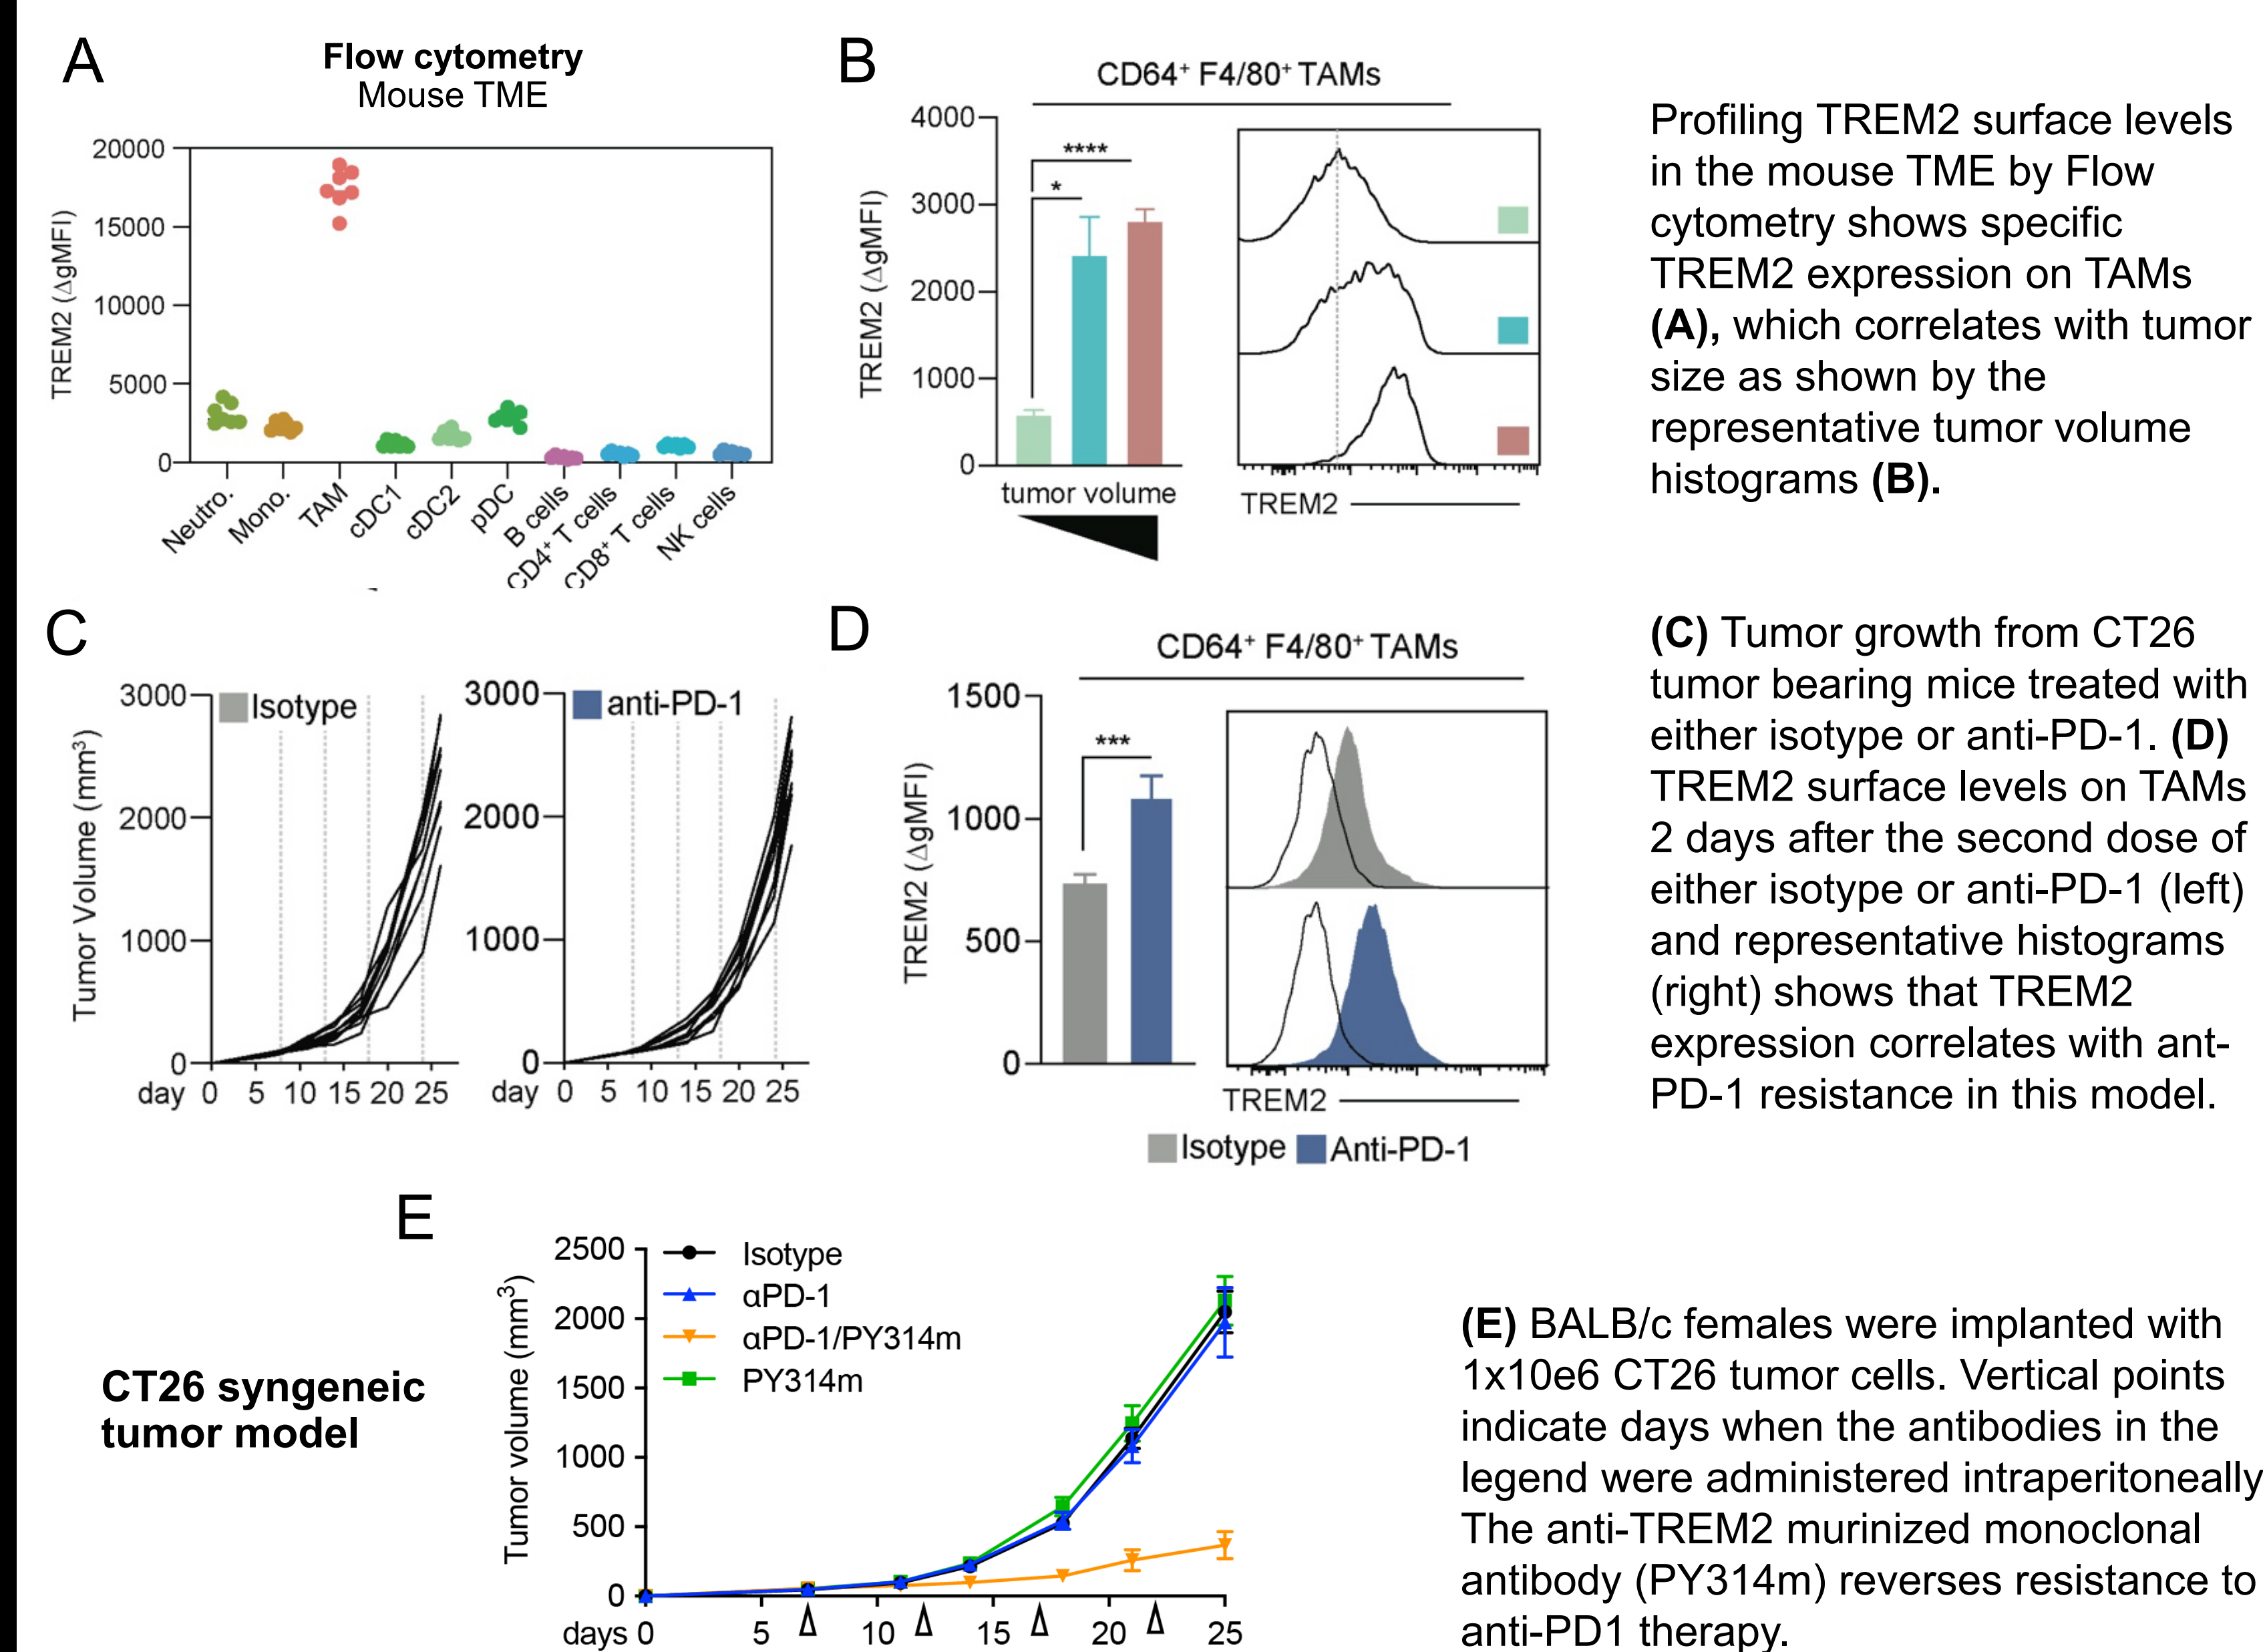 A
Flow cytometry
Mouse TME
TREM2 (ΔgMFI)
20000
15000
10000
5000
0
Neutro.
Mono.
TAM
cDC1
cDC2
pDC
B cells
CD4+ T cells
CD8+ T cells
NK cells
B
CD64+ F4/80+ TAMs
TREM2 (ΔgMFI)
4000
3000
2000
1000
0
****
*
tumor volume
TREM2
Profiling TREM2 surface levels
in the mouse TME by Flow
cytometry shows specific
TREM2 expression on TAMs
(A), which correlates with tumor
size as shown by the
representative tumor volume
histograms (B).
C
Tumor Volume (mm3)
3000
2000
1000
0
Isotype
day 0 5 10 15 20 25
3000
2000
1000
0
anti-PD-1
day 0 5 10 15 20 25
D
CD64+ F4/80+ TAMs
TREM2 (ΔgMFI)
1500
1000
500
0
***
TREM2
Isotype Anti-PD-1
(C) Tumor growth from CT26
tumor bearing mice treated with
either isotype or anti-PD-1. (D)
TREM2 surface levels on TAMs
2 days after the second dose of
either isotype or anti-PD-1 (left)
and representative histograms
(right) shows that TREM2
expression correlates with ant-
PD-1 resistance in this model.
E
CT26 syngeneic
tumor model
Tumor volume (mm3)
2500
2000
1500
1000
500
0
Isotype
αPD-1
αPD-1/PY314m
PY314m
days 0 5 10 15 20 25
(E) BALB/c females were implanted with
1x10e6 CT26 tumor cells. Vertical points
indicate days when the antibodies in the
legend were administered intraperitoneally
The anti-TREM2 murinized monoclonal
antibody (PY314m) reverses resistance to
anti-PD1 therapy.